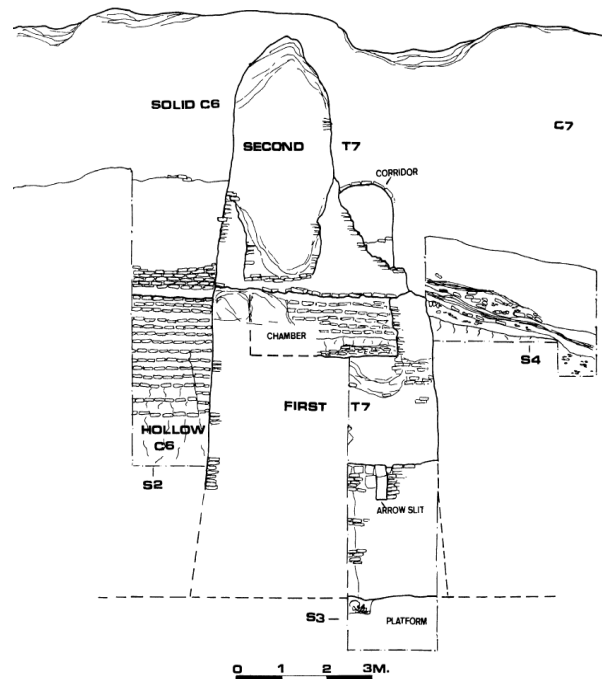 SOLID C6
C7
SECOND T7
CORRIDOR
CHAMBER
S4
FIRST T7
HOLLOW
C6
S2
ARROW SLIT
S3
PLATFORM
0 1 2 3M.